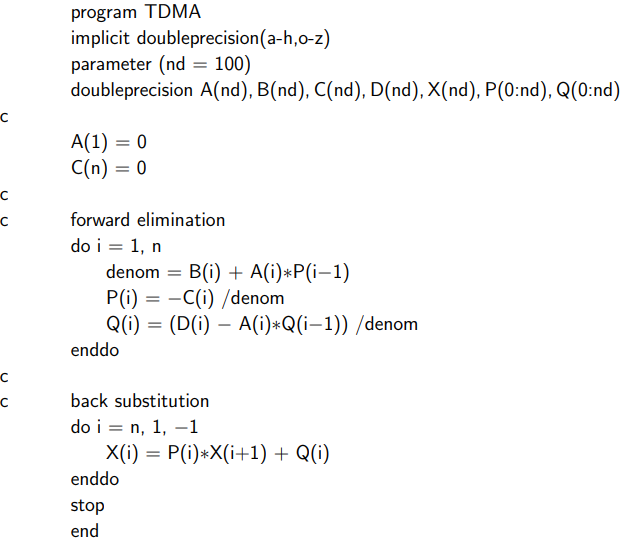 program TDMA
implicit doubleprecision(a-h,o-z)
parameter (nd = 100)
doubleprecision A(nd), B(nd), C(nd), D(nd), X(nd), P(0:nd), Q(0:nd)
c
A(1) = 0
C(n) = 0
c
c forward elimination
do i = 1, n
denom = B(i) + A(i)*P(i−1)
P(i) = −C(i) /denom
Q(i) = (D(i) − A(i)*Q(i−1)) /denom
enddo
c
c back substitution
do i = n, 1, −1
X(i) = P(i)*X(i+1) + Q(i)
enddo
stop
end